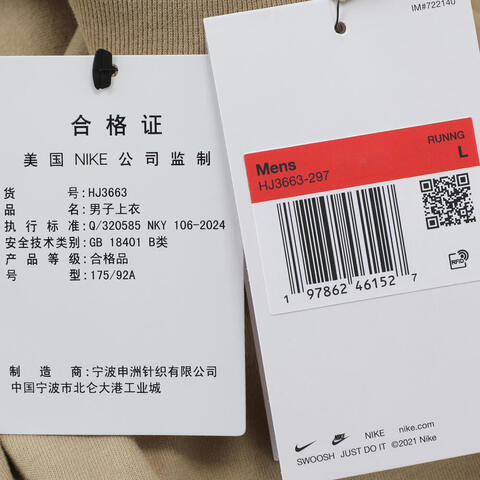 合格证
美国 NIKE 公司监制
货号:HJ3663
品名:男子上衣
执行标准:Q/320585 NKY 106-2024
安全技术类别:GB 18401 B类
产品等级:合格品
号型:175/92A
制造商:宁波申洲针织有限公司
中国宁波市北仑大港工业城
IM#722140
RUNNG
L
Mens
HJ3663-297
1 97862 46152 7
RFID
NIKE nike.com
SWOOSH JUST DO IT ©2021 Nike